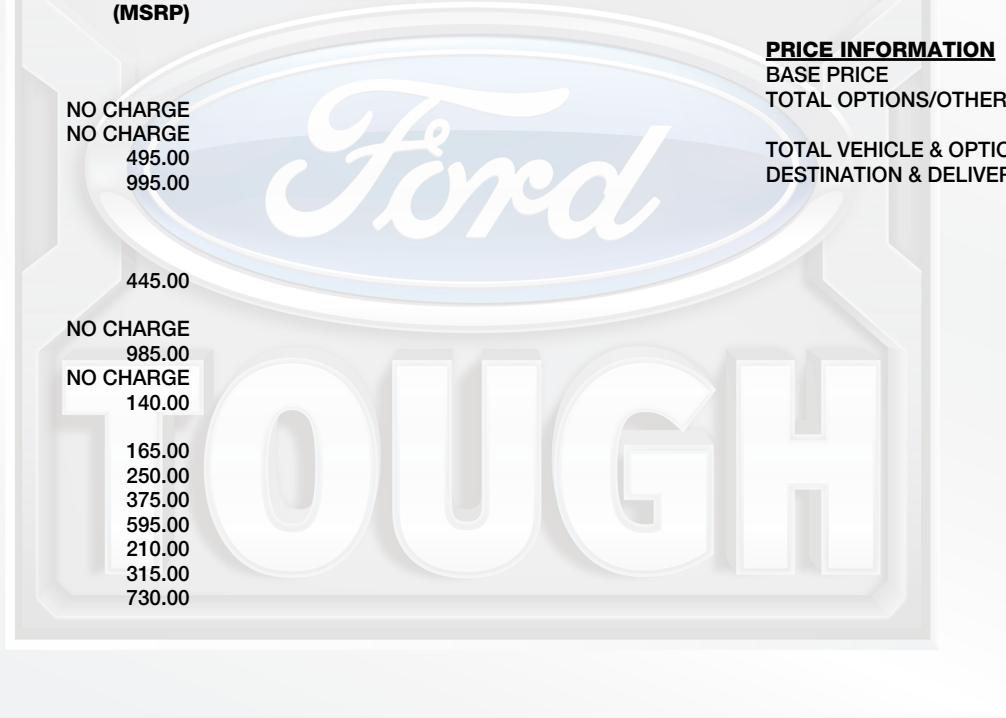 (MSRP)
NO CHARGE
NO CHARGE
495.00
995.00
445.00
NO CHARGE
985.00
NO CHARGE
140.00
165.00
250.00
375.00
595.00
210.00
315.00
730.00
PRICE INFORMATION
BASE PRICE
TOTAL OPTIONS/OTHER
TOTAL VEHICLE & OPTIO
DESTINATION & DELIVER
Ford
TOUGH